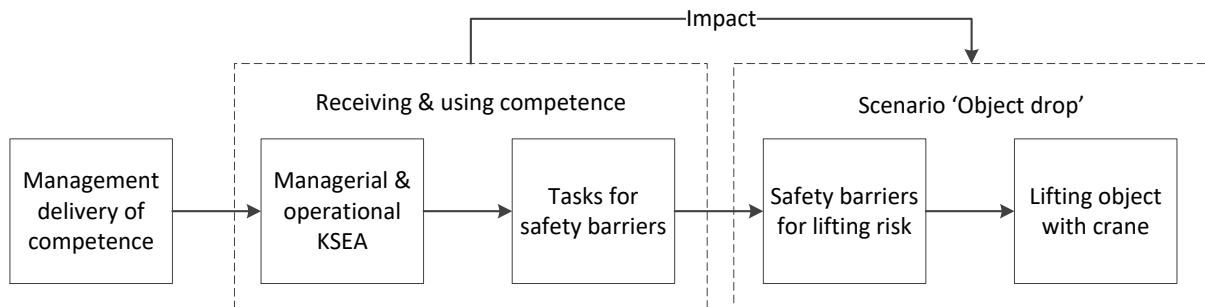 Impact
Receiving & using competence
Scenario ‘Object drop’
Management
delivery of
competence
Managerial &
operational
KSEA
Tasks for
safety barriers
Safety barriers
for lifting risk
Lifting object
with crane